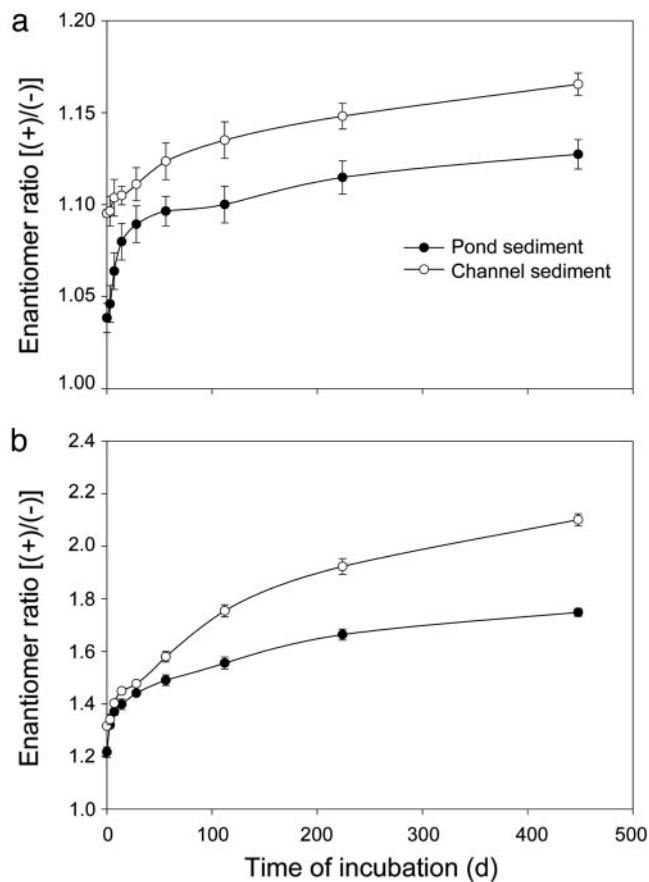 a
1.20
1.15
1.10
1.05
1.00
Enantiomer ratio [(+)/(-)]
Pond sediment
Channel sediment
b
2.4
2.2
2.0
1.8
1.6
1.4
1.2
1.0
Enantiomer ratio [(+)/(-)]
0 100 200 300 400 500
Time of incubation (d)